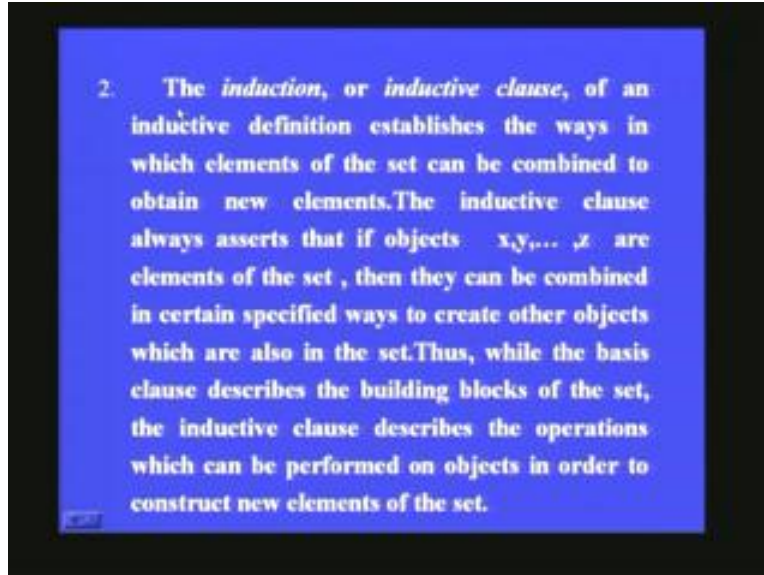 2. The induction, or inductive clause, of an
inductive definition establishes the ways in
which elements of the set can be combined to
obtain new elements.The inductive clause
always asserts that if objects x,y,... ,z are
elements of the set , then they can be combined
in certain specified ways to create other objects
which are also in the set.Thus, while the basis
clause describes the building blocks of the set,
the inductive clause describes the operations
which can be performed on objects in order to
construct new elements of the set.